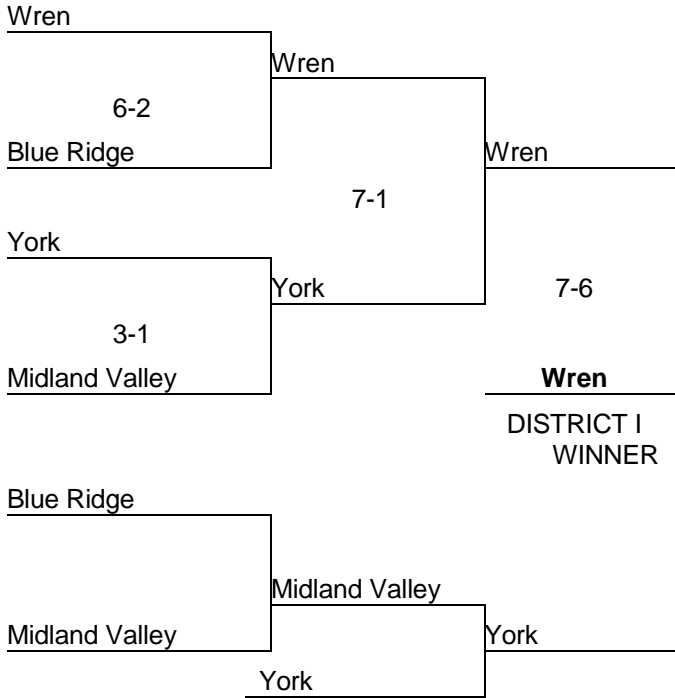 Wren
Wren
6-2
Blue Ridge
Wren
7-1
York
York
7-6
3-1
Midland Valley
Wren
DISTRICT I
WINNER
Blue Ridge
Midland Valley
Midland Valley
York
York